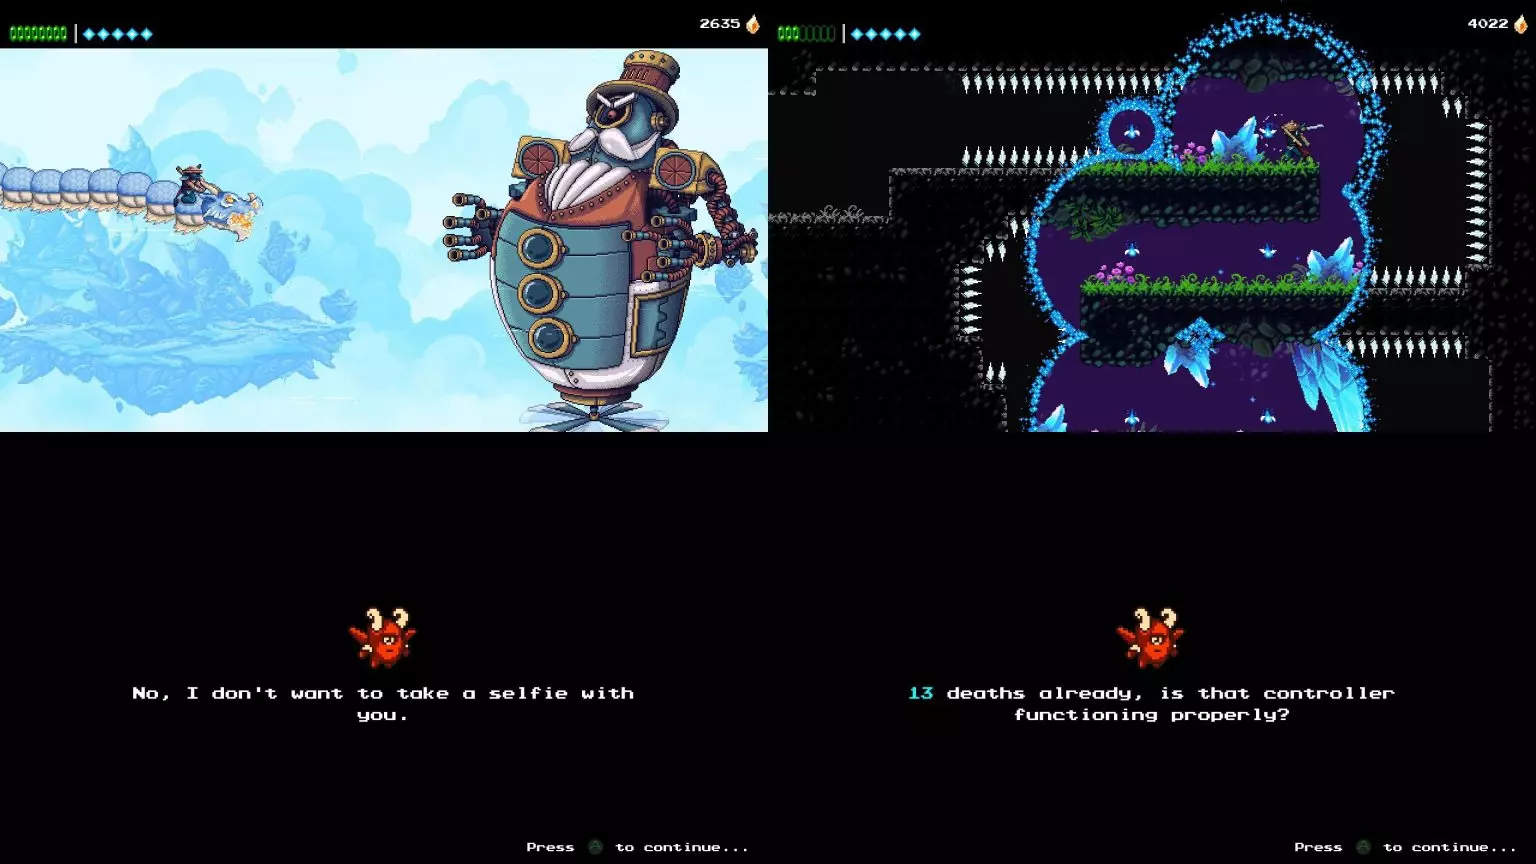 2635
4022
No, I don't want to take a selfie with
you.
13 deaths already, is that controller
functioning properly?
Press to continue...
Press to continue...